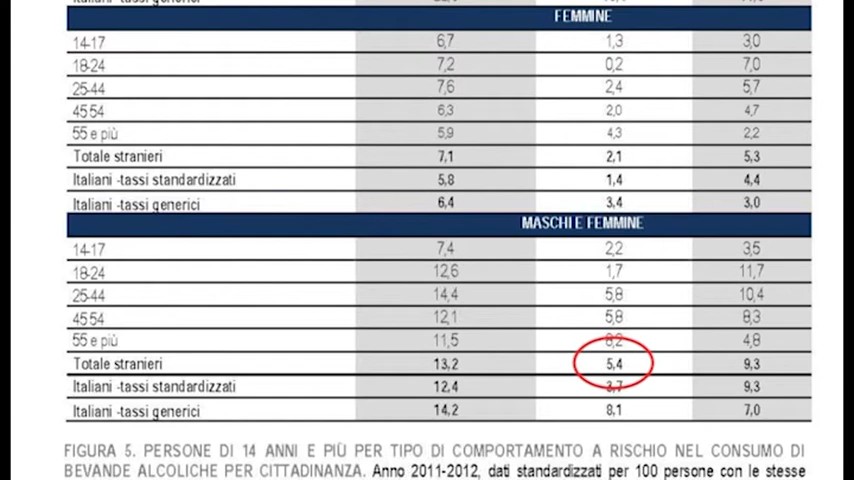 Italiani -tassi generici
FEMMINE
14-17 6,7 1,3 3,0
18-24 7,2 0,2 7,0
25-44 7,6 2,4 5,7
45 54 6,3 2,0 4,7
55 e più 5,9 4,3 2,2
Totale stranieri 7,1 2,1 5,3
Italiani -tassi standardizzati 5,8 1,4 4,4
Italiani -tassi generici 6,4 3,4 3,0
MASCHI E FEMMINE
14-17 7,4 2,2 3,5
18-24 12,6 1,7 11,7
25-44 14,4 5,8 10,4
45 54 12,1 5,8 8,3
55 e più 11,5 8,2 4,8
Totale stranieri 13,2 5,4 9,3
Italiani -tassi standardizzati 12,4 3,7 9,3
Italiani -tassi generici 14,2 8,1 7,0
FIGURA 5. PERSONE DI 14 ANNI E PIÙ PER TIPO DI COMPORTAMENTO A RISCHIO NEL CONSUMO DI
BEVANDE ALCOLICHE PER CITTADINANZA. Anno 2011-2012, dati standardizzati per 100 persone con le stesse